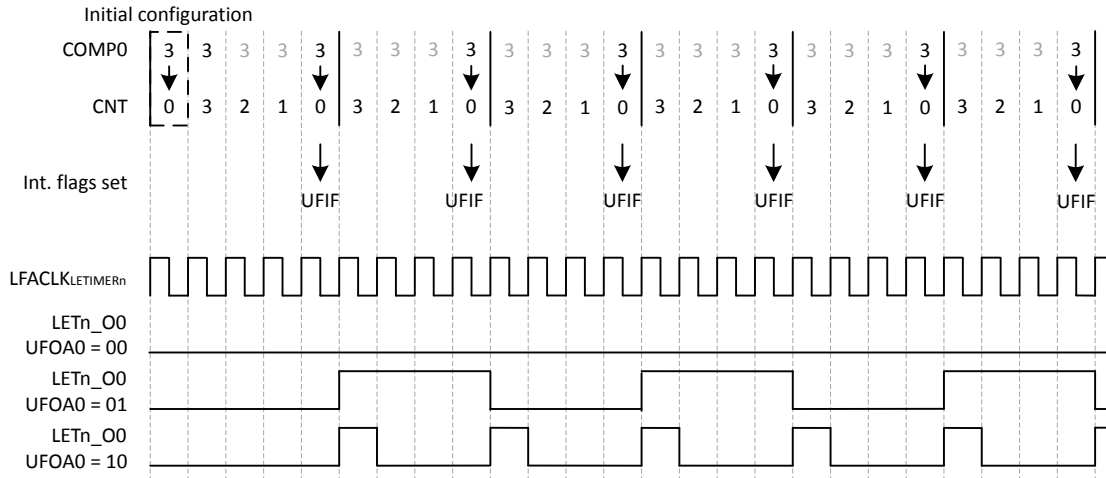 Initial configuration
COMP0 3 3 3 3 3 3 3 3 3 3 3 3 3 3 3 3 3 3 3 3 3 3 3 3 3
CNT 0 3 2 1 0 3 2 1 0 3 2 1 0 3 2 1 0 3 2 1 0 3 2 1 0
Int. flags set
UFIF UFIF UFIF UFIF UFIF UFIF
LFACLKLETIMERn
LETn_O0
UFOA0 = 00
LETn_O0
UFOA0 = 01
LETn_O0
UFOA0 = 10